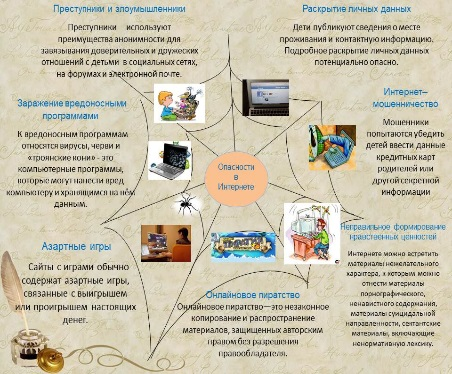 Преступники и злоумышленники
Преступники используют
преимущества анонимности для
завязывания доверительных и дружеских
отношений с детьми в социальных сетях,
на форумах и электронной почте.
Раскрытие личных данных
Дети публикуют сведения о месте
проживания и контактную информацию.
Подробное раскрытие личных данных
потенциально опасно.
Заражение вредоносными
программами
К вредоносным программам
относятся вирусы, черви и
«троянские кони» - это
компьютерные программы,
которые могут нанести вред
компьютеру и хранящимся на нём
данным.
Интернет–
мошенничество
Мошенники
попытаются убедить
детей ввести данные
кредитных карт
родителей или
другой секретной
информации
Опасности
в
Интернете
Азартные игры
Сайты с играми обычно
содержат азартные игры,
связанные с выигрышем
или проигрышем настоящих
денег.
Онлайновое пиратство
Онлайновое пиратство—это незаконное
копирование и распространение
материалов, защищенных авторским
правом без разрешения
правообладателя.
Неправильное формирование
нравственных ценностей
Интернете можно встретить
материалы нежелательного
характера, к которым можно
отнести материалы
порнографического,
ненавистного содержания,
материалы суицидальной
направленности, сектантские
материалы, включающие
ненормативную лексику.